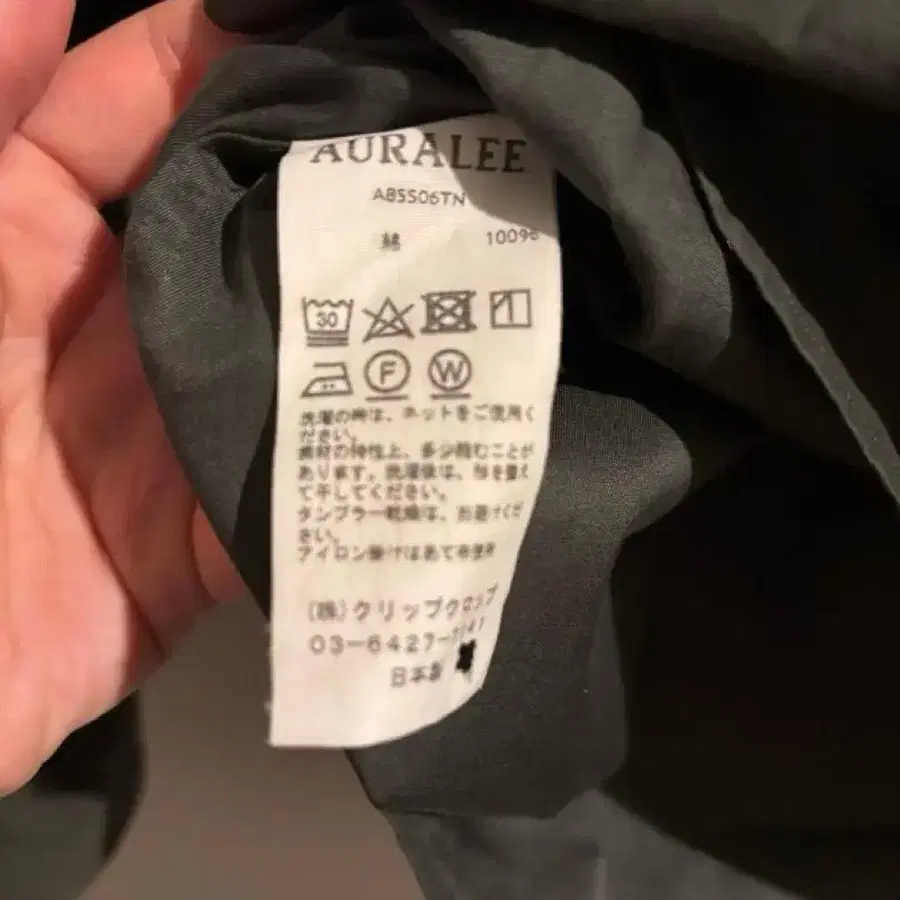 AURALEE
A8SS06TN
綿 100%
30
F W
洗濯の時は、ネットをご使用く
ださい。
素材の特性上、多少縮むことが
あります。洗濯後は、形を整え
て干してください。
タンブラー乾燥は、お避けくだ
さい。
アイロン掛けはあて布使用
(株)クリップクロップ
03-6427-7141
日本製